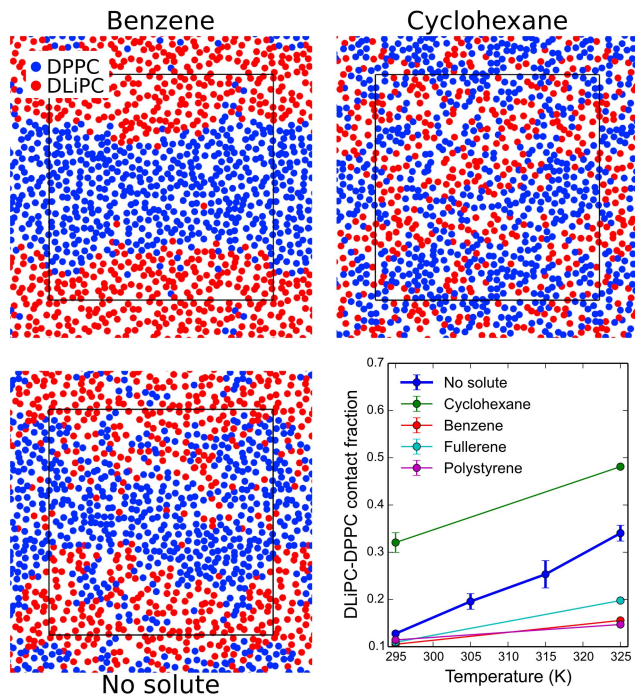 Benzene
Cyclohexane
DPPC
DLiPC
No solute
DLiPC-DPPC contact fraction
0.7
0.6
0.5
0.4
0.3
0.2
0.1
No solute
Cyclohexane
Benzene
Fullerene
Polystyrene
295 300 305 310 315 320 325
Temperature (K)